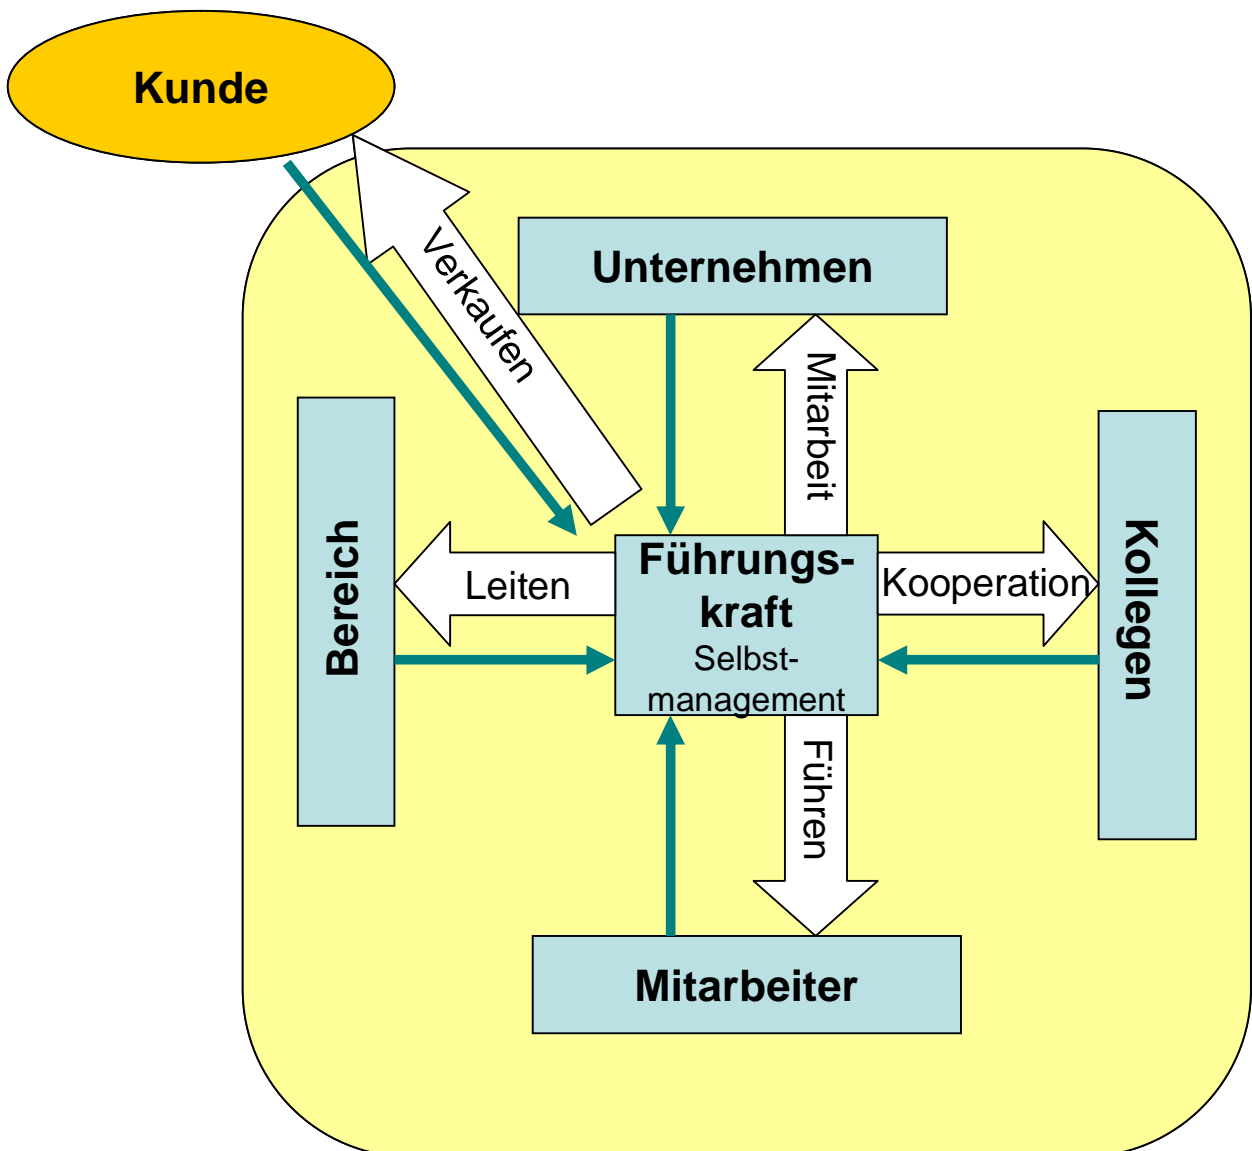 Kunde
Verkaufen
Unternehmen
Mitarbeit
Bereich
Leiten
Führungs-
kraft
Selbst-
management
Kooperation
Kollegen
Führen
Mitarbeiter